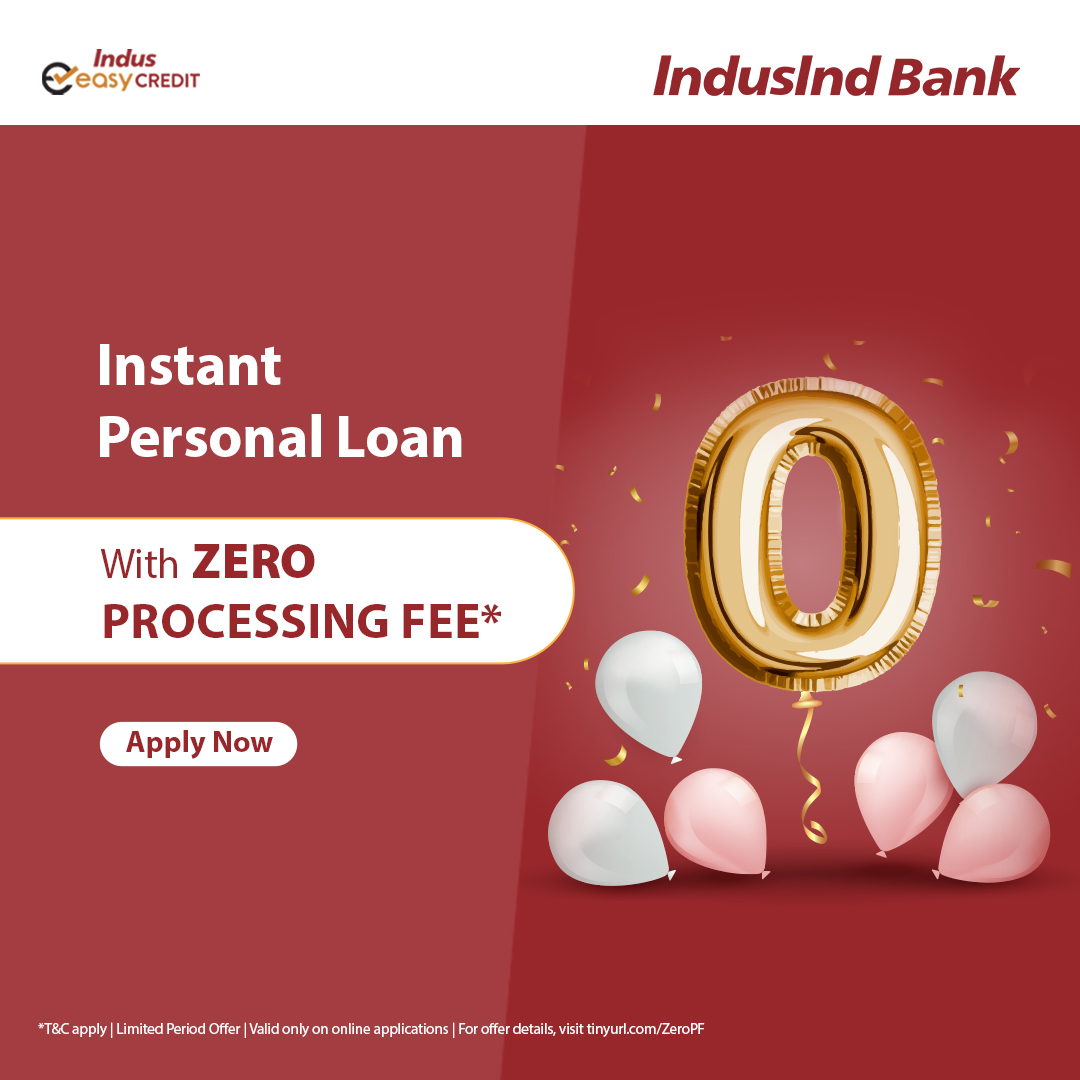 Indus
easy CREDIT
IndusInd Bank
Instant
Personal Loan
With ZERO
PROCESSING FEE*
Apply Now
0
*T&C apply | Limited Period Offer | Valid only on online applications | For offer details, visit tinyurl.com/ZeroPF